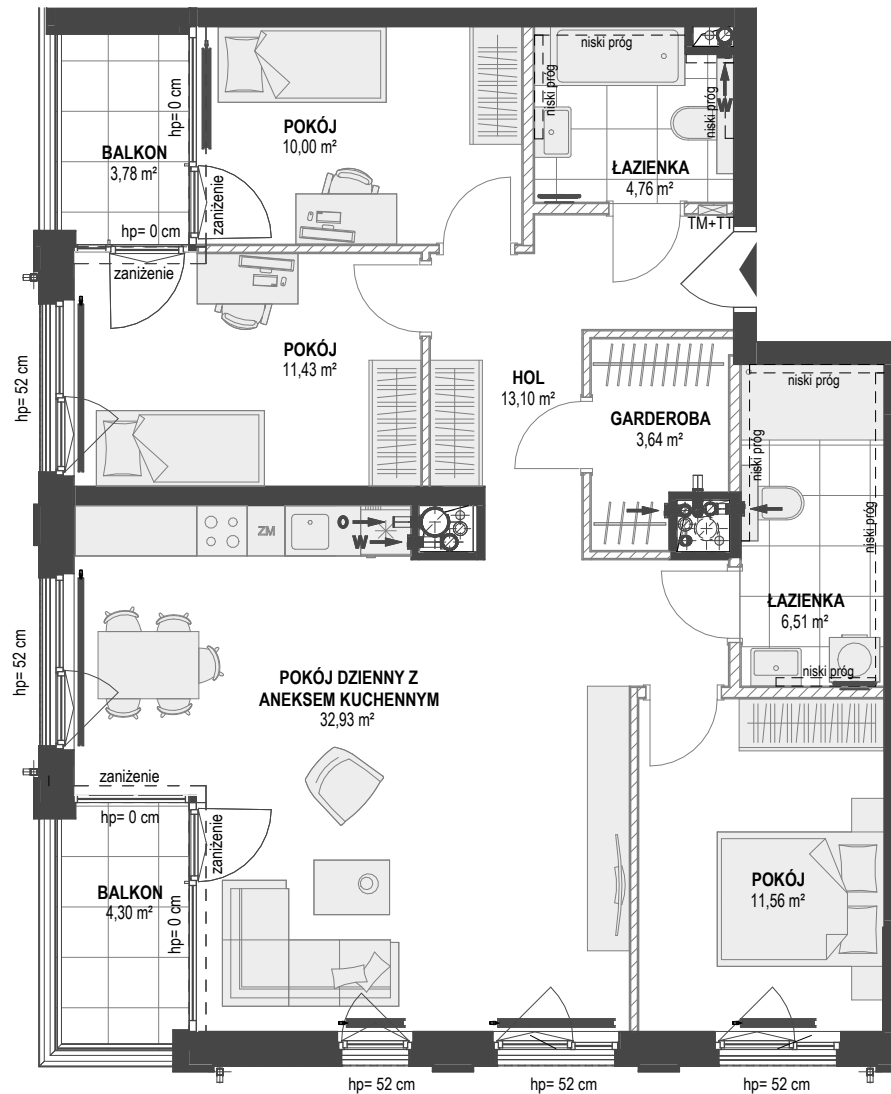 niski próg
niski próg
W
niski próg
hp= 0 cm
POKÓJ
10,00 m²
BALKON
3,78 m²
ŁAZIENKA
4,76 m²
zaniżenie
hp= 0 cm
TM+TT
zaniżenie
POKÓJ
11,43 m²
hp= 52 cm
HOL
13,10 m²
GARDEROBA
3,64 m²
niski próg
niski próg
niski próg
ZM
O
W
ŁAZIENKA
6,51 m²
niski próg
hp= 52 cm
POKÓJ DZIENNY Z
ANEKSEM KUCHENNYM
32,93 m²
zaniżenie
hp= 0 cm
zaniżenie
BALKON
4,30 m²
hp= 0 cm
POKÓJ
11,56 m²
hp= 52 cm
hp= 52 cm
hp= 52 cm